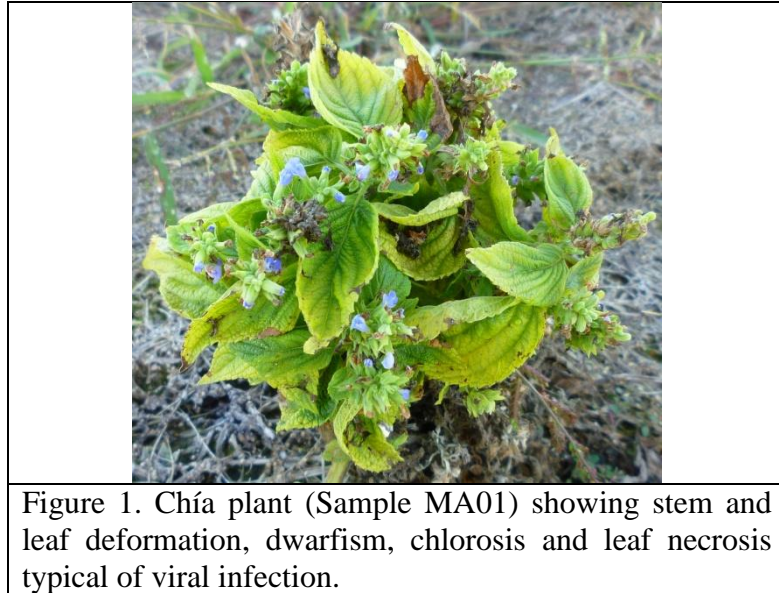 Figure 1. Chía plant (Sample MA01) showing stem and
leaf deformation, dwarfism, chlorosis and leaf necrosis
typical of viral infection.